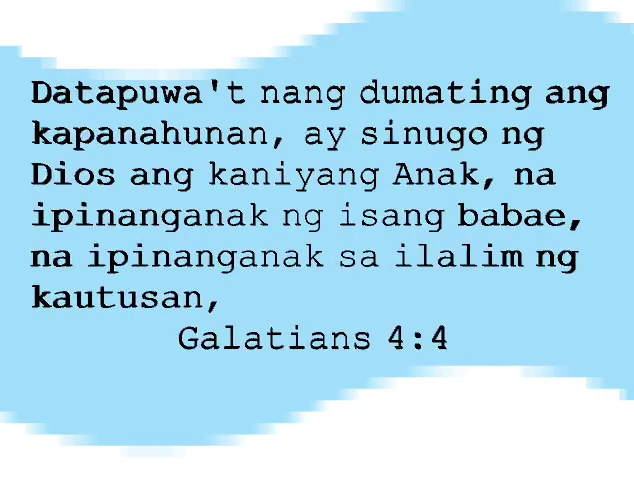 Datapuwa't nang dumating ang
kapanahunan, ay sinugo ng
Dios ang kaniyang Anak, na
ipinanganak ng isang babae,
na ipinanganak sa ilalim ng
kautusan,
Galatians 4:4